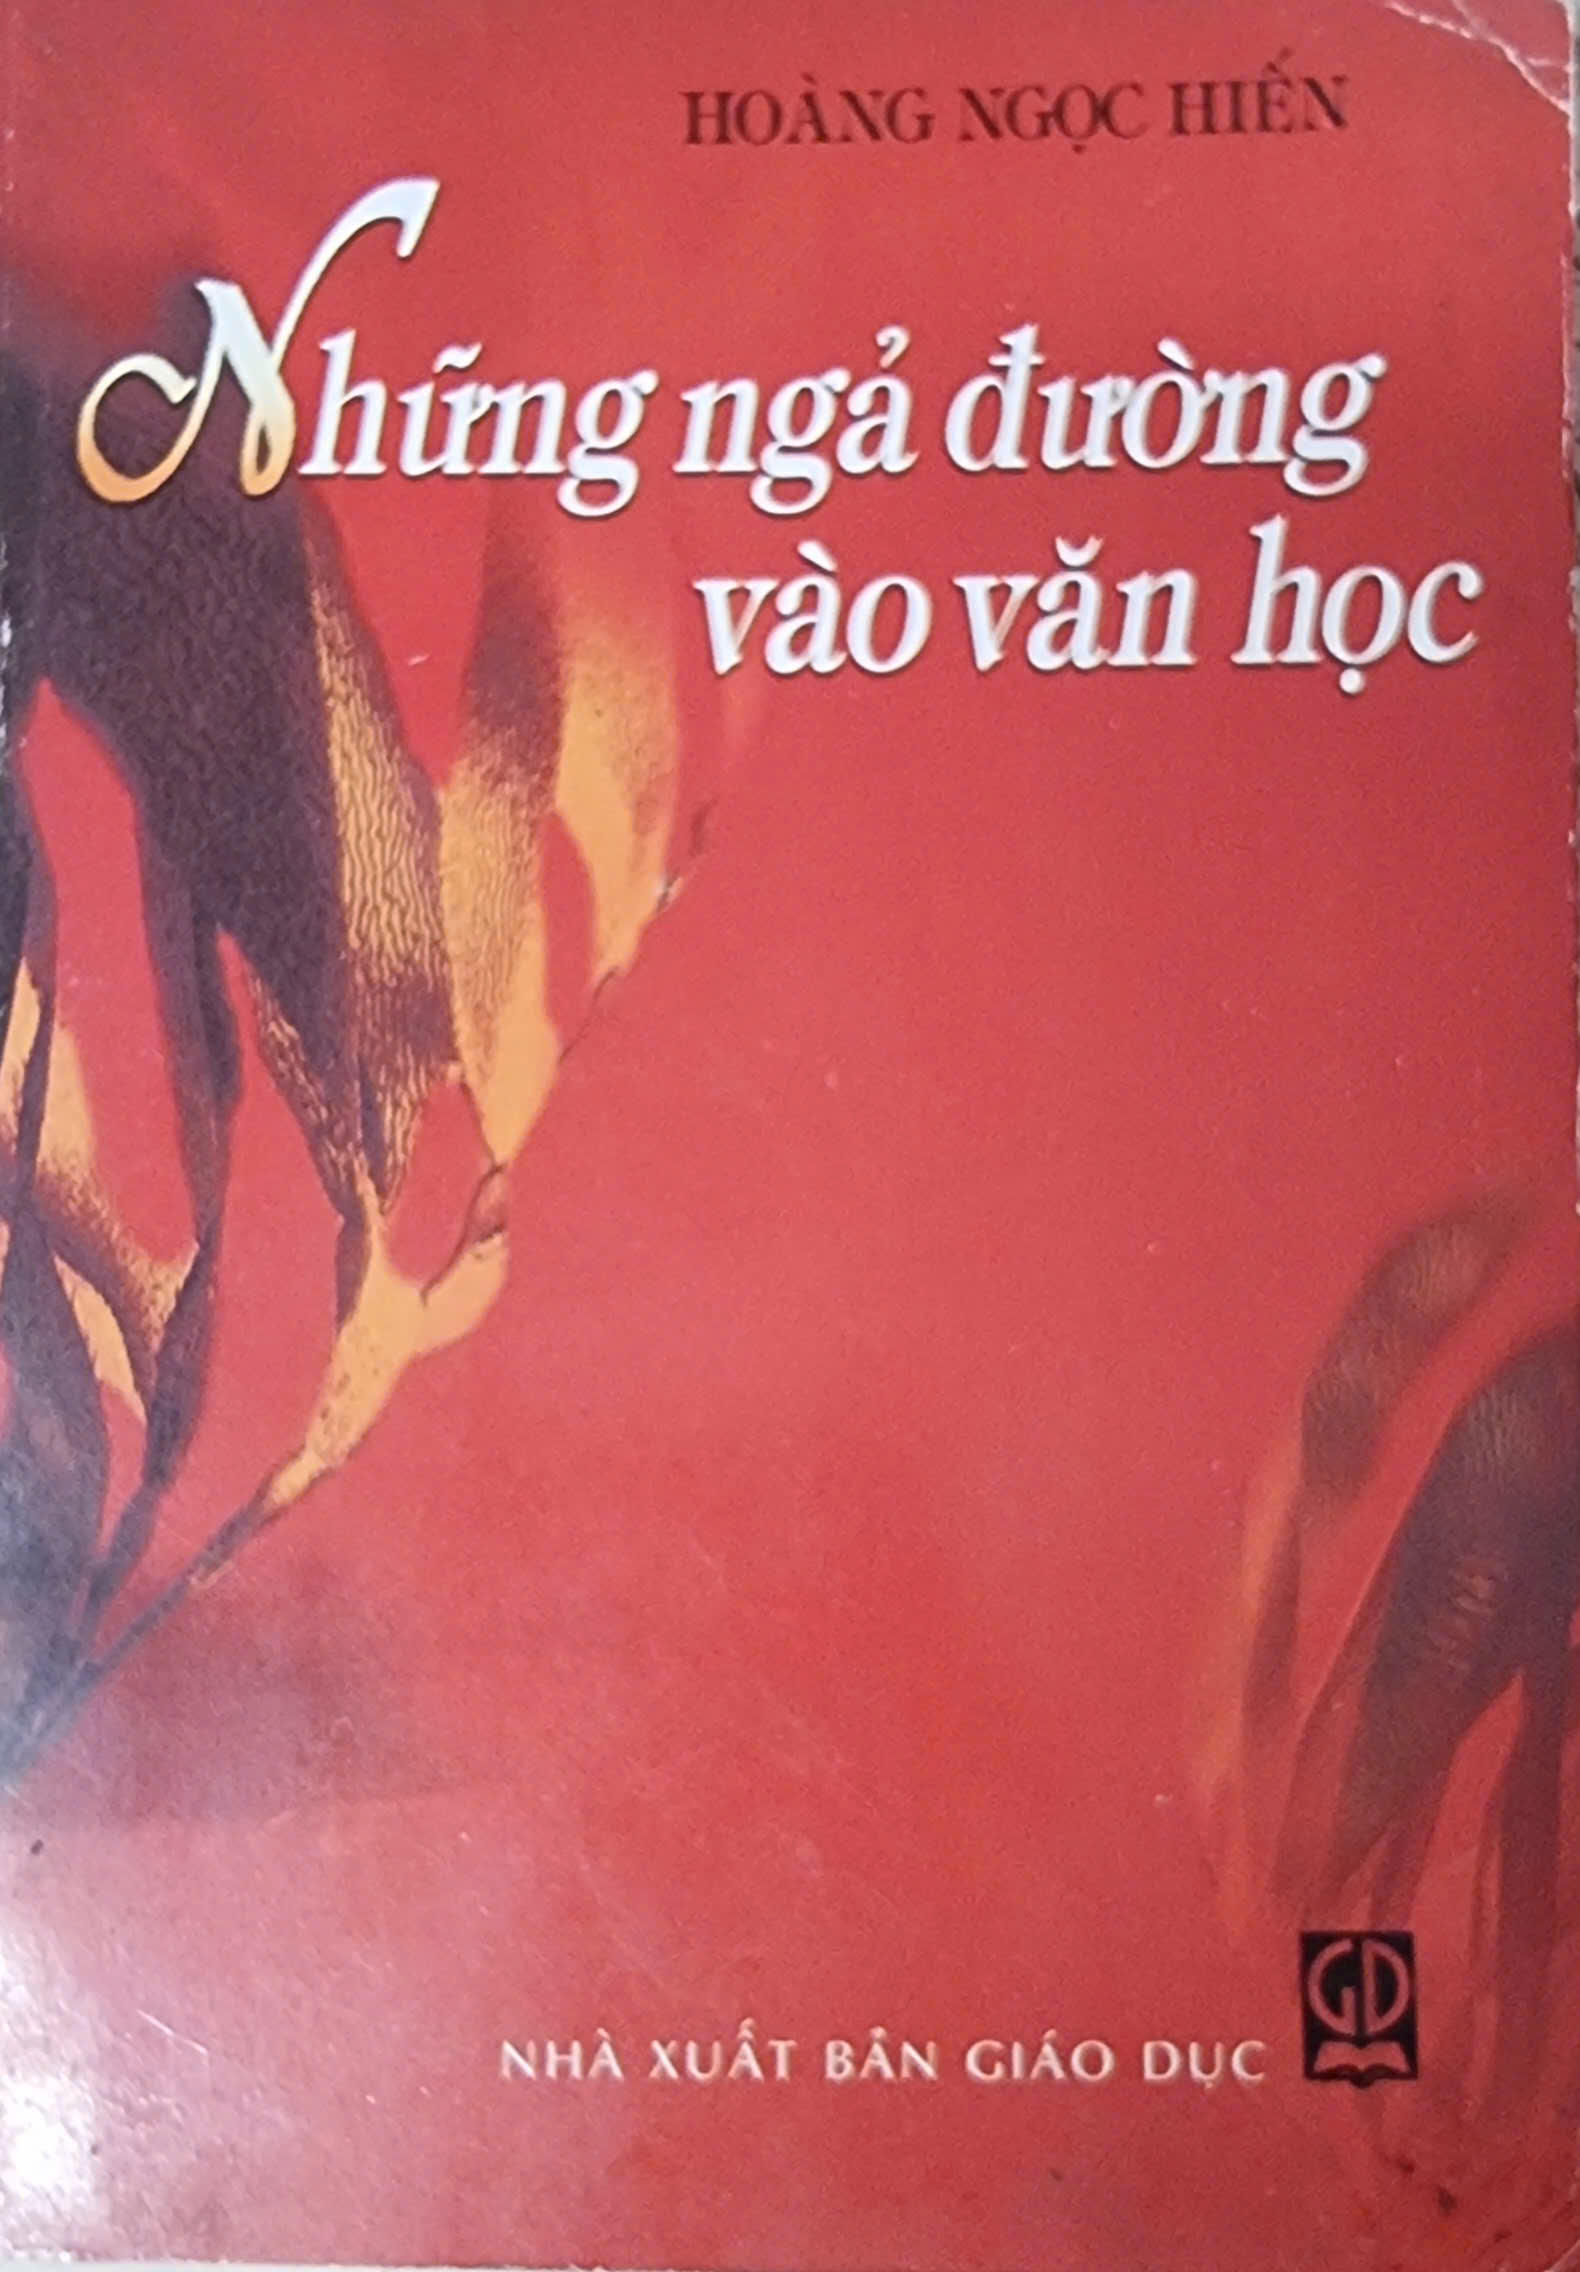 HOÀNG NGỌC HIẾN
Những ngả đường
vào văn học
NHÀ XUẤT BẢN GIÁO DỤC
GD